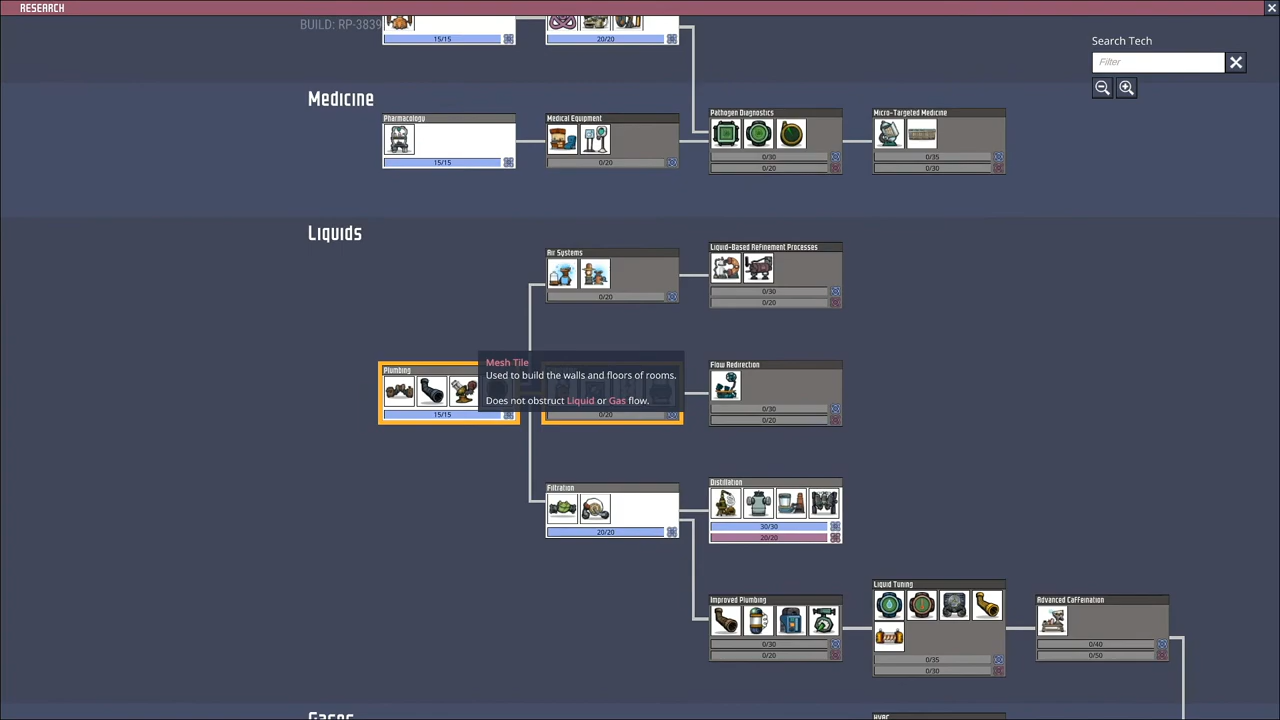 RESEARCH
BUILD: RP-3839
15/15
20/20
Search Tech
Filter
Medicine
Pharmacology
15/15
Medical Equipment
0/20
Pathogen Diagnostics
0/30
0/20
Micro-Targeted Medicine
0/35
0/30
Liquids
Air Systems
0/20
Liquid-Based Refinement Processes
0/30
0/20
Plumbing
15/15
Mesh Tile
Used to build the walls and floors of rooms.
Does not obstruct Liquid or Gas flow.
0/20
Flow Redirection
0/30
0/20
Filtration
20/20
Distillation
30/30
20/20
Improved Plumbing
0/30
0/20
Liquid Tuning
0/35
0/30
Advanced Caffeination
0/40
0/50
Gases
HVAC